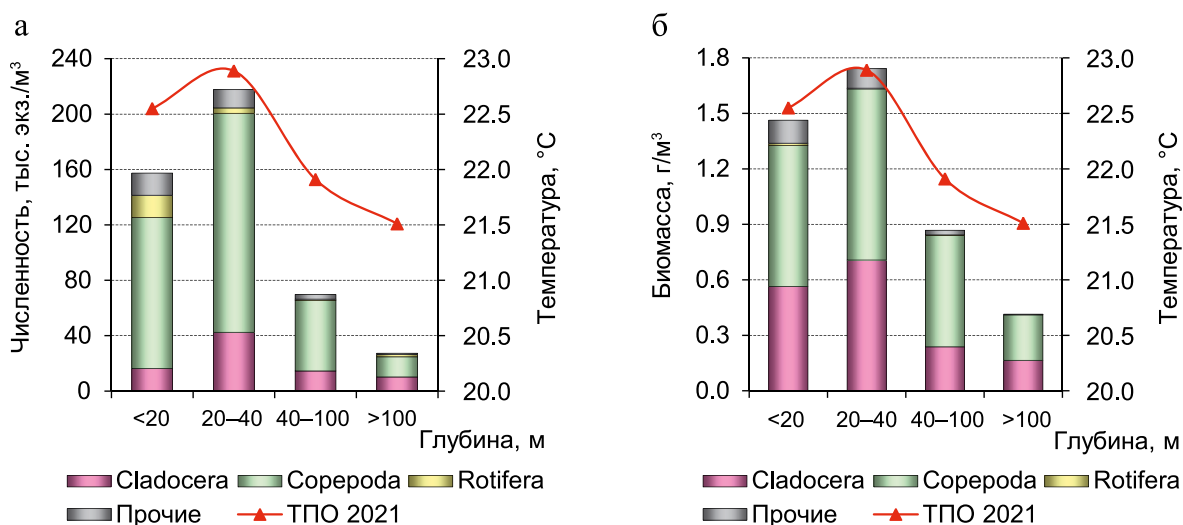 а
Численность, тыс. экз./м³
240
200
160
120
80
40
0
23.0
22.5
22.0
21.5
21.0
20.5
20.0
Температура, °C
<20
20–40
40–100
>100
Глубина, м
Cladocera
Copepoda
Rotifera
Прочие
ТПО 2021
б
Биомасса, г/м³
1.8
1.5
1.2
0.9
0.6
0.3
0.0
23.0
22.5
22.0
21.5
21.0
20.5
20.0
Температура, °C
<20
20–40
40–100
>100
Глубина, м
Cladocera
Copepoda
Rotifera
Прочие
ТПО 2021